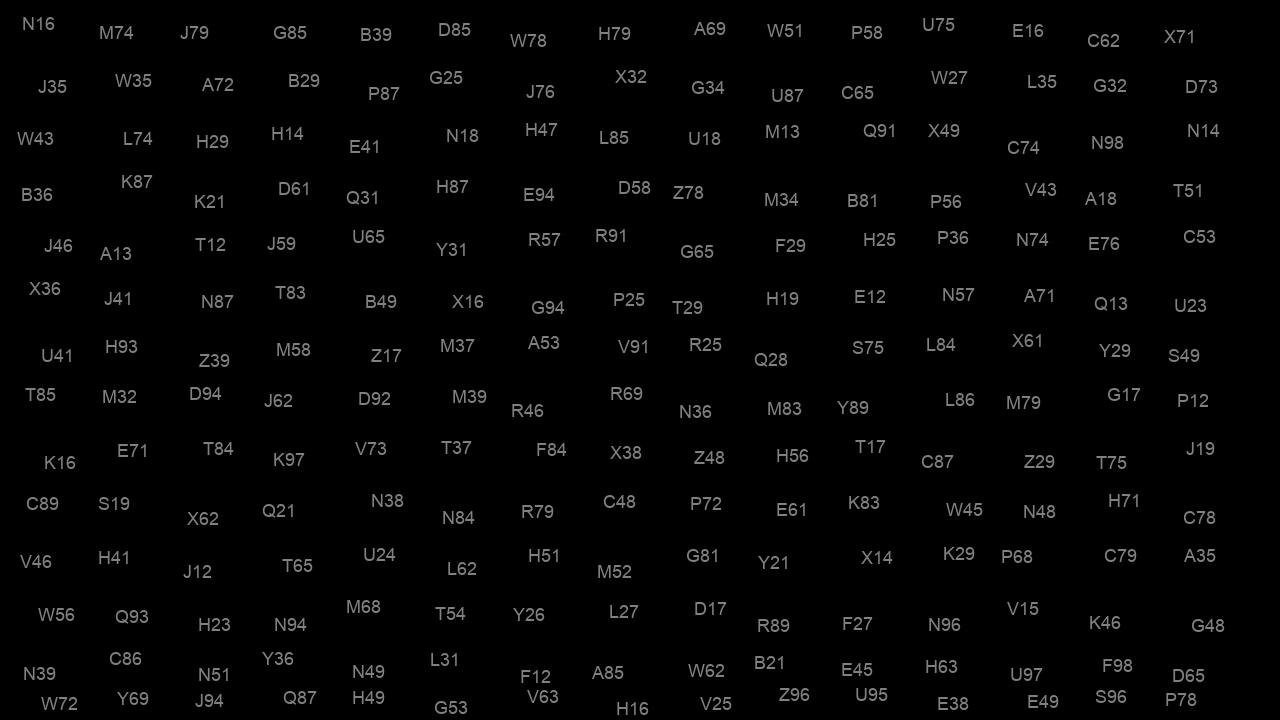 N16 M74 J79 G85 B39 D85 W78 H79 A69 W51 P58 U75 E16 C62 X71
J35 W35 A72 B29 P87 G25 J76 X32 G34 U87 C65 W27 L35 G32 D73
W43 L74 H29 H14 E41 N18 H47 L85 U18 M13 Q91 X49 C74 N98 N14
B36 K87 K21 D61 Q31 H87 E94 D58 Z78 M34 B81 P56 V43 A18 T51
J46 A13 T12 J59 U65 Y31 R57 R91 G65 F29 H25 P36 N74 E76 C53
X36 J41 N87 T83 B49 X16 G94 P25 T29 H19 E12 N57 A71 Q13 U23
U41 H93 Z39 M58 Z17 M37 A53 V91 R25 Q28 S75 L84 X61 Y29 S49
T85 M32 D94 J62 D92 M39 R46 R69 N36 M83 Y89 L86 M79 G17 P12
K16 E71 T84 K97 V73 T37 F84 X38 Z48 H56 T17 C87 Z29 T75 J19
C89 S19 X62 Q21 N38 N84 R79 C48 P72 E61 K83 W45 N48 H71 C78
V46 H41 J12 T65 U24 L62 H51 M52 G81 Y21 X14 K29 P68 C79 A35
W56 Q93 H23 N94 M68 T54 Y26 L27 D17 R89 F27 N96 V15 K46 G48
N39 C86 N51 Y36 N49 L31 F12 A85 W62 B21 E45 H63 U97 F98 D65
W72 Y69 J94 Q87 H49 G53 V63 H16 V25 Z96 U95 E38 E49 S96 P78